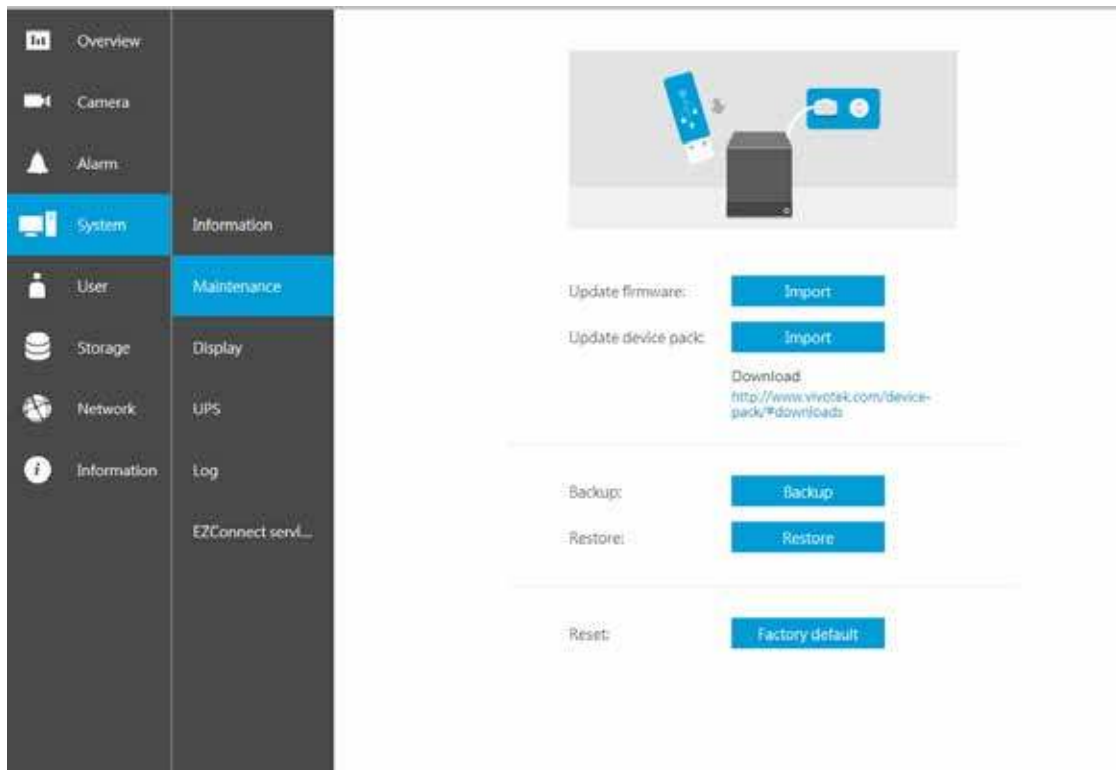 Overview
Camera
Alarm
System
User
Storage
Network
Information
Information
Maintenance
Display
UPS
Log
EZConnect servi...
Update firmware:
Import
Update device pack:
Import
Download
http://www.vivotek.com/device-
pack/#downloads
Backup:
Backup
Restore:
Restore
Reset:
Factory default